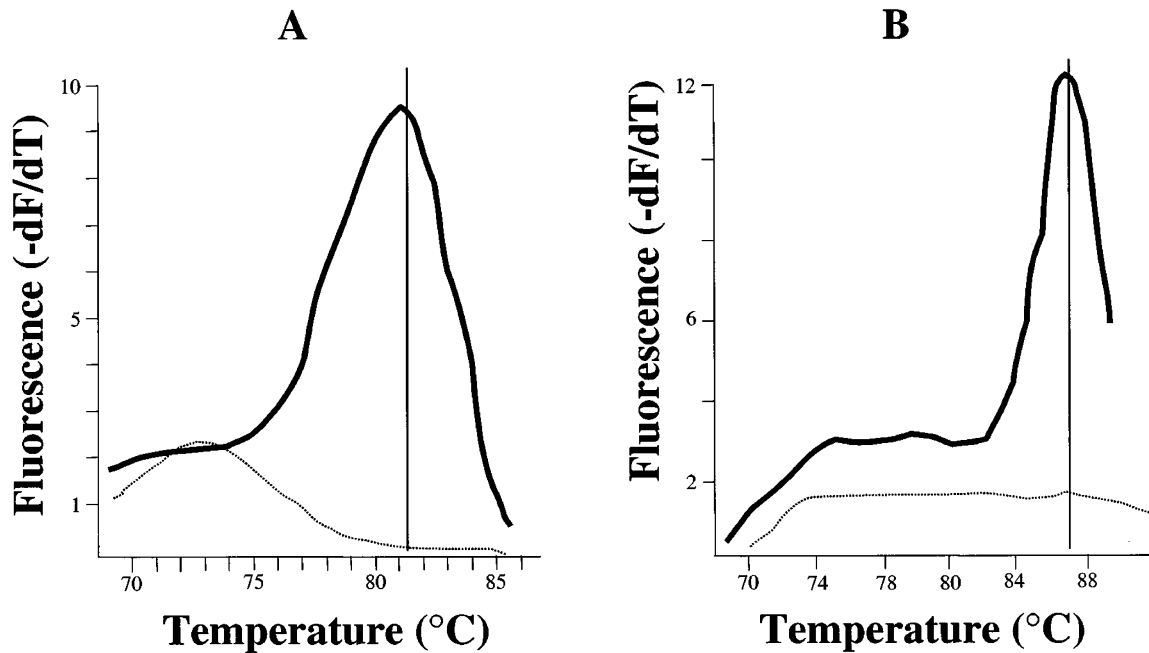 A
Fluorescence (-dF/dT)
10
5
1
70 75 80 85
Temperature (°C)
B
Fluorescence (-dF/dT)
12
6
2
70 74 78 80 84 88
Temperature (°C)